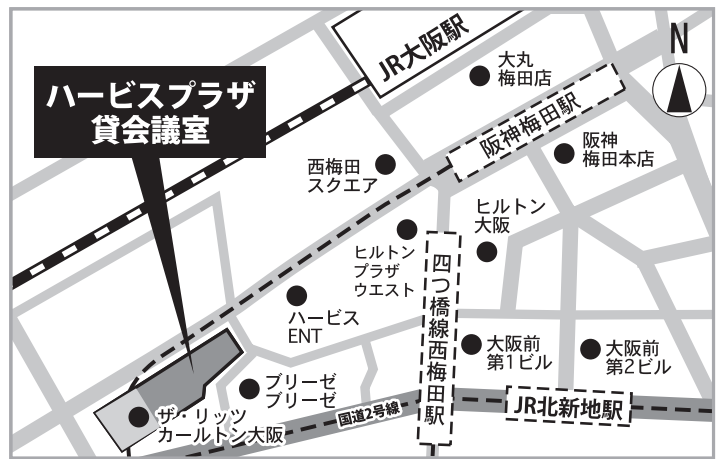 JR大阪駅
N
大丸
梅田店
ハービスプラザ
貸会議室
阪神梅田駅
阪神
梅田本店
西梅田
スクエア
ヒルトン
大阪
ヒルトン
プラザ
ウエスト
四つ橋線西梅田駅
ハービス
ENT
大阪前
第1ビル
大阪前
第2ビル
ブリーゼ
ブリーゼ
JR北新地駅
国道2号線
ザ・リッツ
カールトン大阪